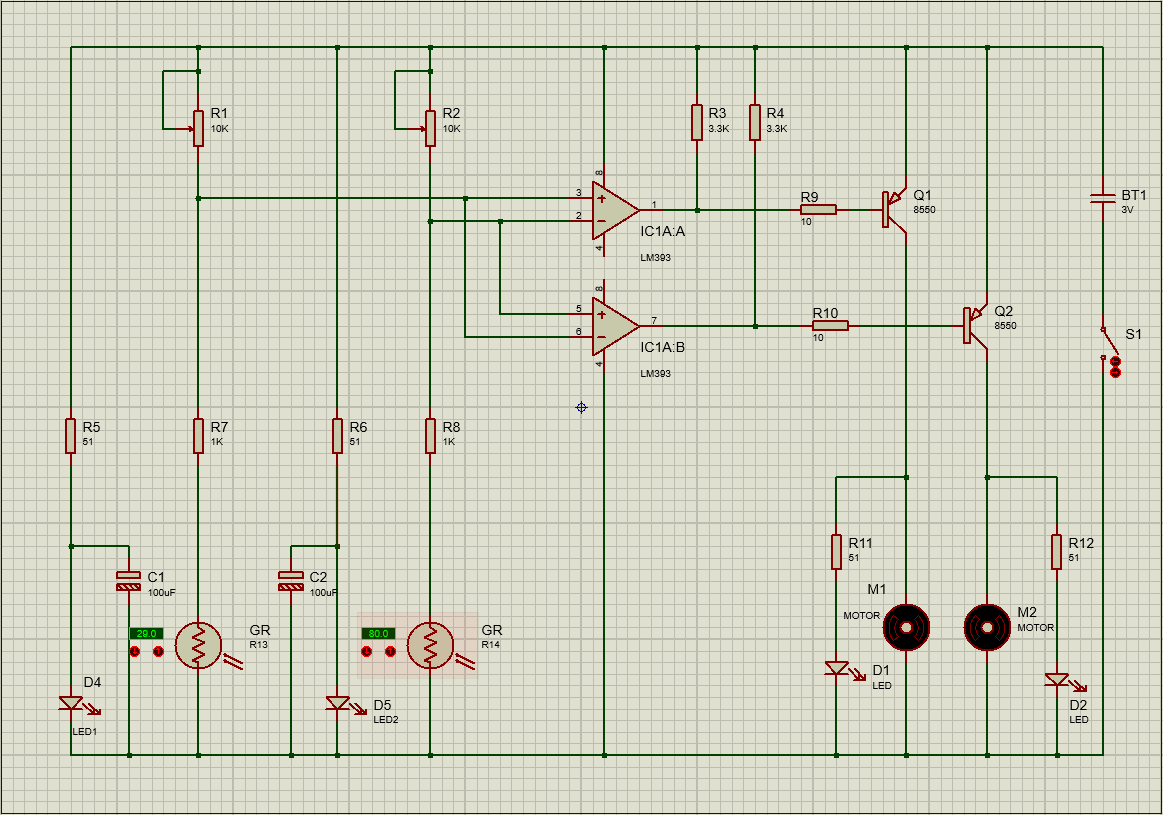 R1
10K
R2
10K
R3
3.3K
R4
3.3K
8
3
2
1
4
IC1A:A
LM393
R9
10
Q1
8550
BT1
3V
8
5
6
7
4
IC1A:B
LM393
R10
10
Q2
8550
S1
R5
51
R7
1K
R6
51
R8
1K
C1
100uF
C2
100uF
R11
51
R12
51
29.0
GR
R13
80.0
GR
R14
M1
MOTOR
M2
MOTOR
D4
LED1
D5
LED2
D1
LED
D2
LED